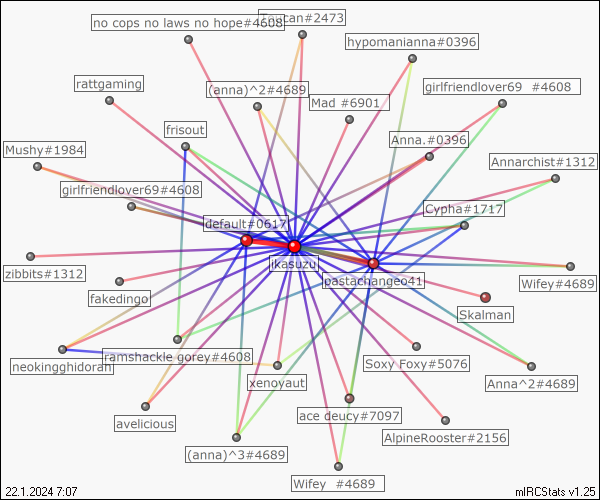 no cops no laws no hope#4608
Toucan#2473
hypomanianna#0396
rattgaming
(anna)^2#4689
Mad #6901
girlfriendlover69 #4608
frisout
Anna.#0396
Mushy#1984
Annarchist#1312
girlfriendlover69#4608
default#0617
Cypha#1717
ikasuzu
zibbits#1312
pastachangeo41
Wifey#4689
fakedingo
Skalman
ramshackle gorey#4608
neokingghidorah
Soxy Foxy#5076
xenoyaut
Anna^2#4689
avelicious
ace deucy#7097
AlpineRooster#2156
(anna)^3#4689
Wifey #4689
22.1.2024 7:07
mIRCStats v1.25